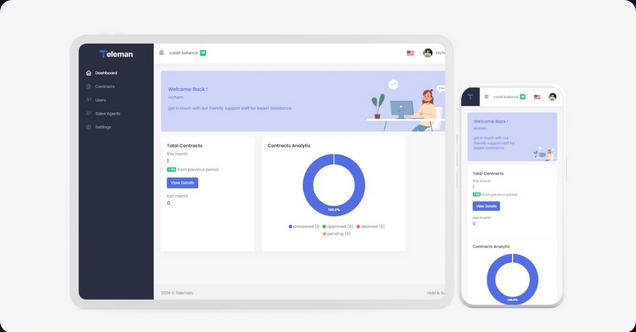 Teleman
credit balance
Hicham
Dashboard
Contracts
Users
Sales Agents
Settings
Welcome Back !
Hicham,
get in touch with our friendly support staff for expert assistance.
Total Contracts
this month
1
from previous period
View Details
last month
0
Contracts Analytic
100.0%
processed (1)
approved (0)
declined (0)
pending (0)
2024 © Teleman.
Help & Su
credit balance
Welcome Back !
Hicham,
get in touch with our
friendly support staff for
expert assistance.
Total Contracts
this month
1
from previous period
View Details
last month
0
Contracts Analytic
100.0%